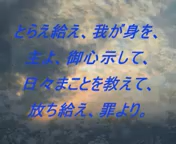 とらえ給え、我が身を、
主よ、御心示して、
日々まことを教えて、
放ち給え、罪より。